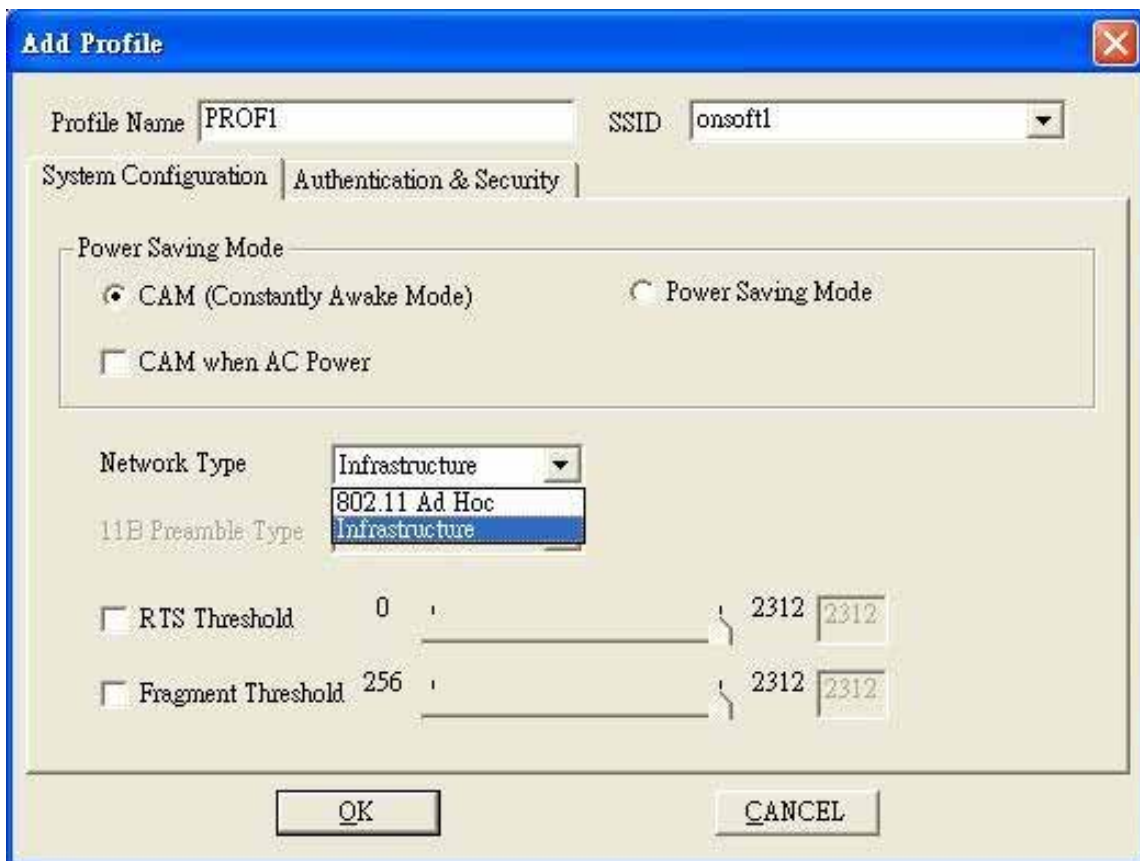 Add Profile
Profile Name PROF1 SSID onsoft1
System Configuration Authentication & Security
Power Saving Mode
CAM (Constantly Awake Mode) Power Saving Mode
CAM when AC Power
Network Type Infrastructure
802.11 Ad Hoc
11B Preamble Type Infrastructure
RTS Threshold 0 2312 2312
Fragment Threshold 256 2312 2312
OK CANCEL